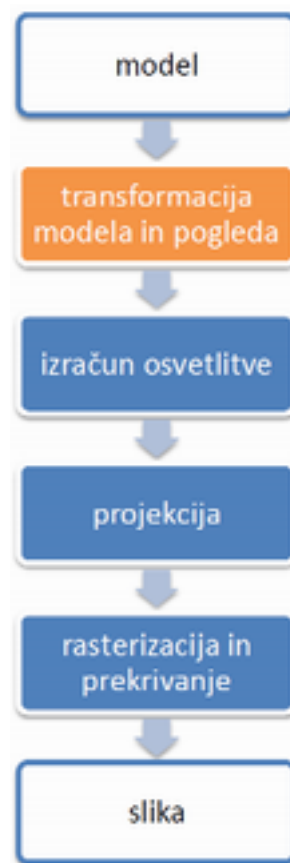 model
transformacija
modela in pogleda
izračun osvetlitve
projekcija
rasterizacija in
prekrivanje
slika